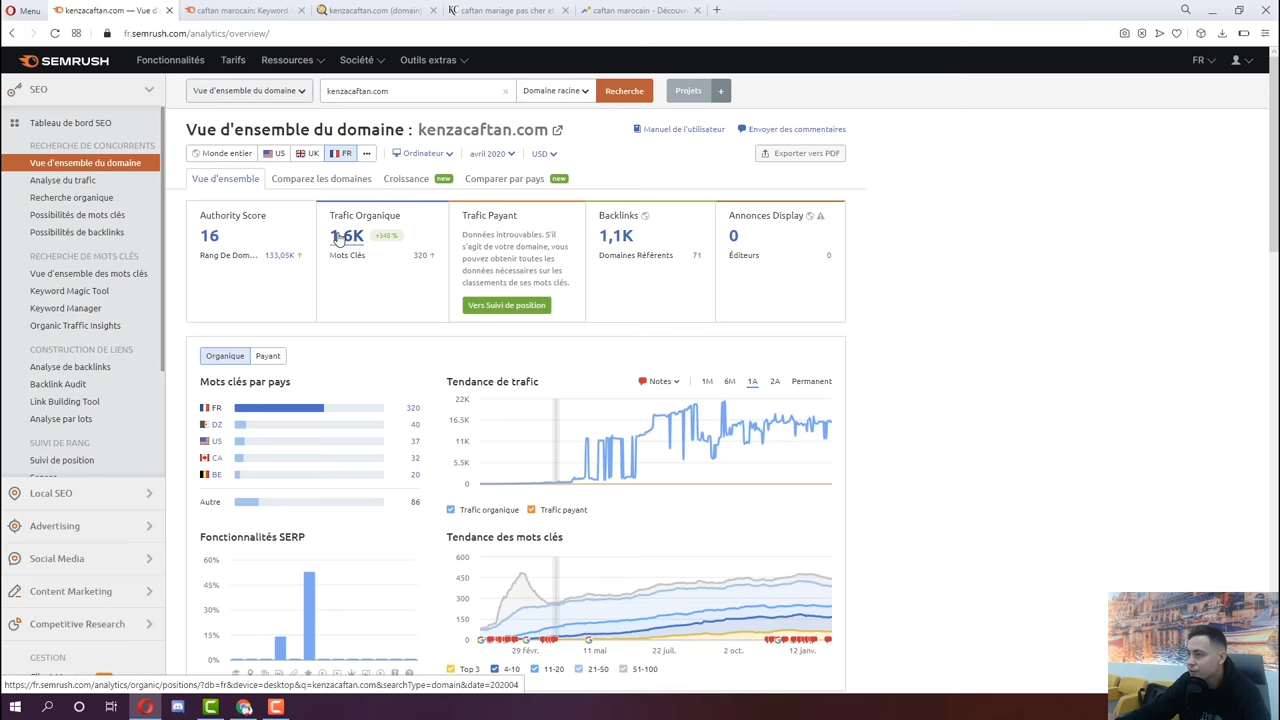 Menu
kenzacaftan.com — Vue d'
caftan marocain: Keyword
kenzacaftan.com (domain)
caftan mariage pas cher et
caftan marocain - Découv
fr.semrush.com/analytics/overview/
SEMRUSH
Fonctionnalités
Tarifs
Ressources
Société
Outils extras
FR
SEO
Tableau de bord SEO
RECHERCHE DE CONCURRENTS
Vue d'ensemble du domaine
Analyse du trafic
Recherche organique
Possibilités de mots clés
Possibilités de backlinks
RECHERCHE DE MOTS CLÉS
Vue d'ensemble des mots clés
Keyword Magic Tool
Keyword Manager
Organic Traffic Insights
CONSTRUCTION DE LIENS
Analyse de backlinks
Backlink Audit
Link Building Tool
Analyse par lots
SUIVI DE RANG
Suivi de position
Local SEO
Advertising
Social Media
Content Marketing
Competitive Research
GESTION
Vue d'ensemble du domaine
kenzacaftan.com
Domaine racine
Recherche
Projets
+
Vue d'ensemble du domaine : kenzacaftan.com
Manuel de l'utilisateur
Envoyer des commentaires
Monde entier
US
UK
FR
Ordinateur
avril 2020
USD
Exporter vers PDF
Vue d'ensemble
Comparez les domaines
Croissance new
Comparer par pays new
Authority Score
16
Rang De Dom... 133,05K ↑
Trafic Organique
1,6K +348 %
Mots Clés 320 ↑
Trafic Payant
Données introuvables. S'il
s'agit de votre domaine, vous
pouvez obtenir toutes les
données nécessaires sur les
classements de ses mots clés.
Vers Suivi de position
Backlinks
1,1K
Domaines Référents 71
Annonces Display
0
Éditeurs 0
Organique
Payant
Mots clés par pays
FR 320
DZ 40
US 37
CA 32
BE 20
Autre 86
Tendance de trafic
Notes
1M
6M
1A
2A
Permanent
22K
16.5K
11K
5.5K
0
Trafic organique
Trafic payant
Fonctionnalités SERP
60%
45%
30%
15%
0%
Tendance des mots clés
600
450
300
150
0
29 févr.
11 mai
22 juil.
2 oct.
12 janv.
Top 3
4-10
11-20
21-50
51-100
https://fr.semrush.com/analytics/organic/positions/?db=fr&device=desktop&q=kenzacaftan.com&searchType=domain&date=202004